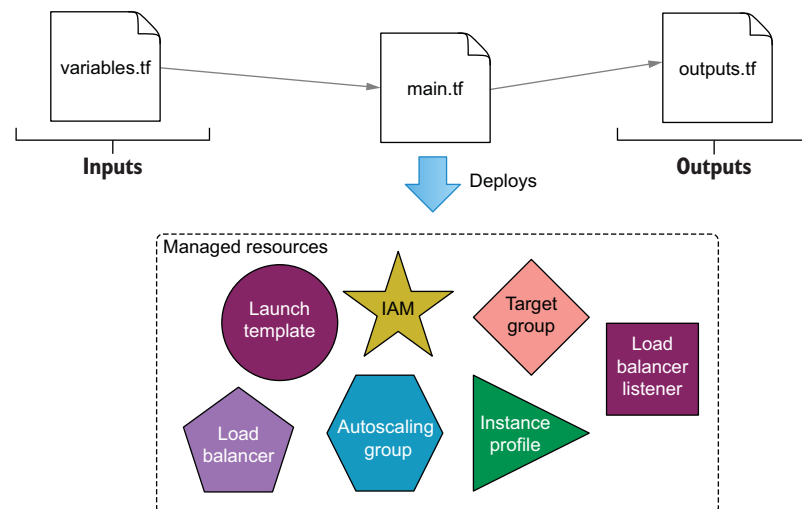 variables.tf
main.tf
outputs.tf
Inputs
Outputs
Deploys
Managed resources
Launch
template
IAM
Target
group
Load
balancer
listener
Load
balancer
Autoscaling
group
Instance
profile